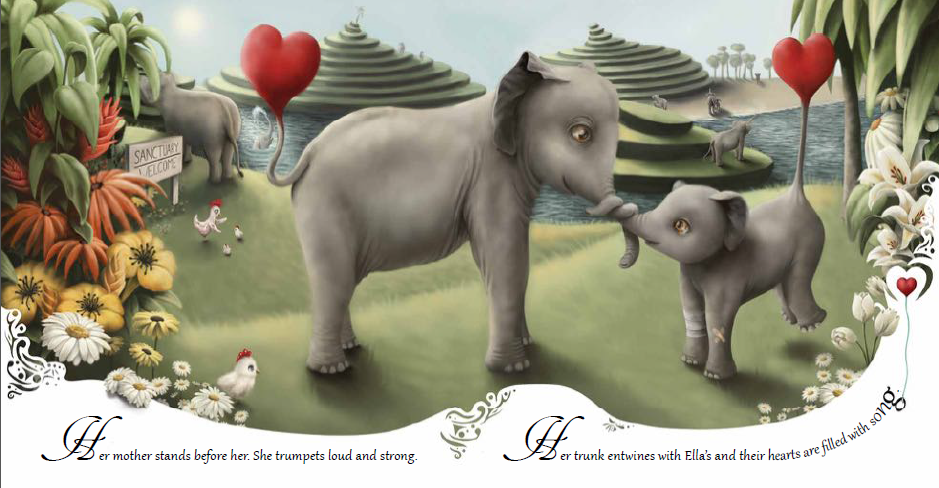 SANCTUARY
WELCOME
Her mother stands before her. She trumpets loud and strong.
Her trunk entwines with Ella's and their hearts are filled with song.